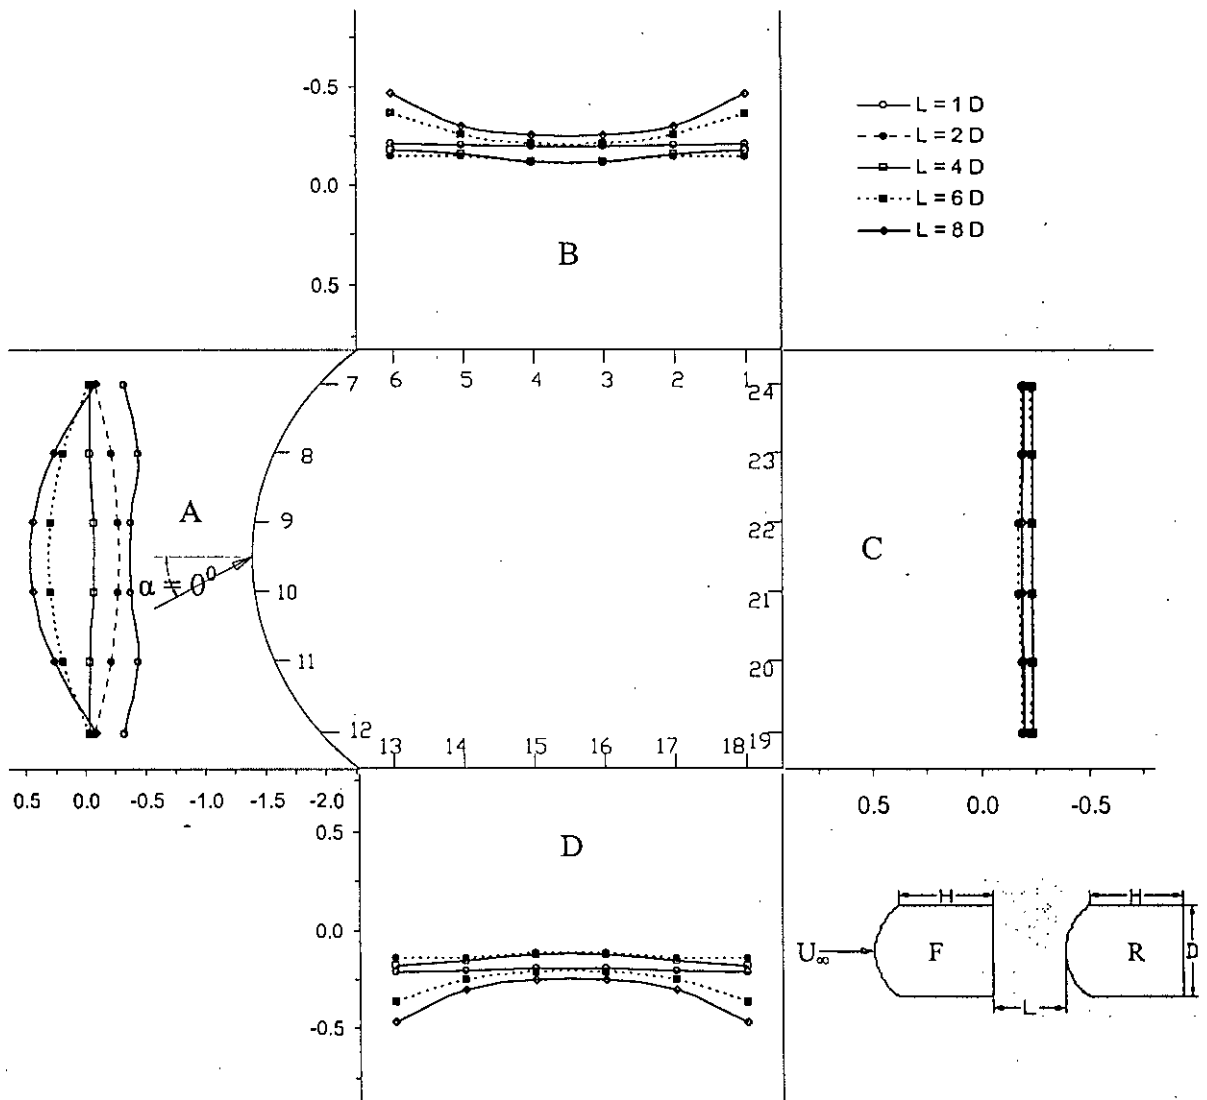 -0.5
0.0
0.5
B
L = 1 D
L = 2 D
L = 4 D
L = 6 D
L = 8 D
6 5 4 3 2 1
7
8
9
10
11
12
A
α = 0⁰
24
23
22
21
20
19
C
13 14 15 16 17 18
0.5 0.0 -0.5 -1.0 -1.5 -2.0
0.5 0.0 -0.5
0.5
0.0
-0.5
D
H H
U∞ F R D
L